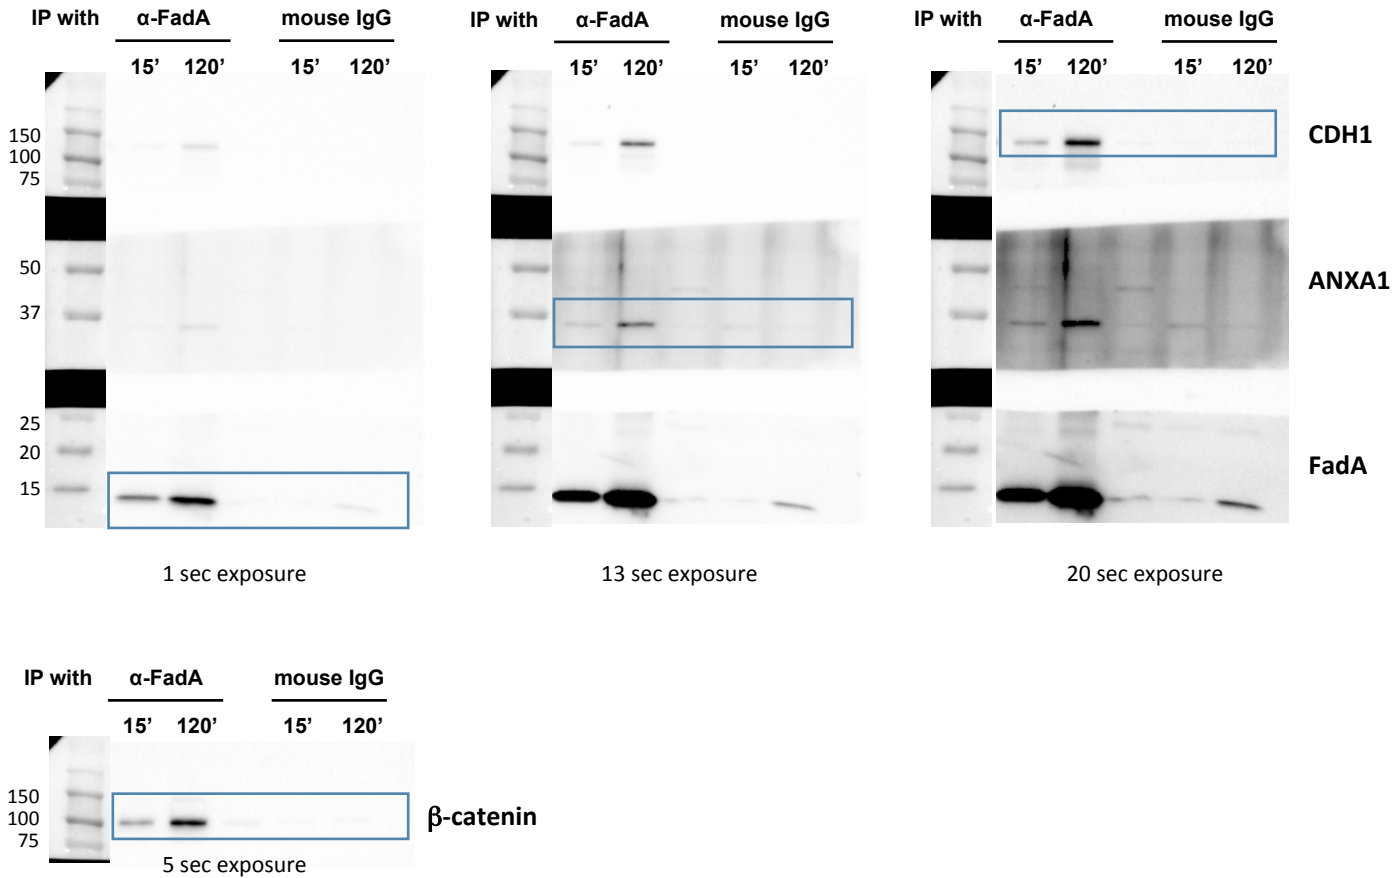 IP with α-FadA mouse IgG IP with α-FadA mouse IgG IP with α-FadA mouse IgG
15’ 120’ 15’ 120’ 15’ 120’ 15’ 120’ 15’ 120’ 15’ 120’
150
100
75
CDH1
50
37
ANXA1
25
20
15
FadA
1 sec exposure 13 sec exposure 20 sec exposure
IP with α-FadA mouse IgG
15’ 120’ 15’ 120’
150
100
75
β-catenin
5 sec exposure